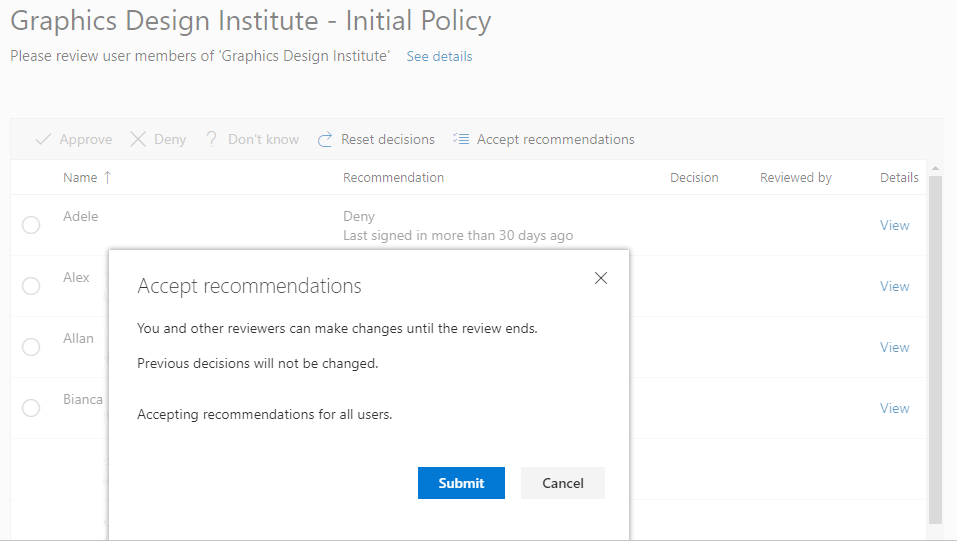 Graphics Design Institute - Initial Policy
Please review user members of 'Graphics Design Institute' See details
Approve Deny ? Don't know Reset decisions Accept recommendations
Name ↑ Recommendation Decision Reviewed by Details
Adele Deny View
Last signed in more than 30 days ago
Alex View
Allan View
Bianca View
Accept recommendations
You and other reviewers can make changes until the review ends.
Previous decisions will not be changed.
Accepting recommendations for all users.
Submit Cancel